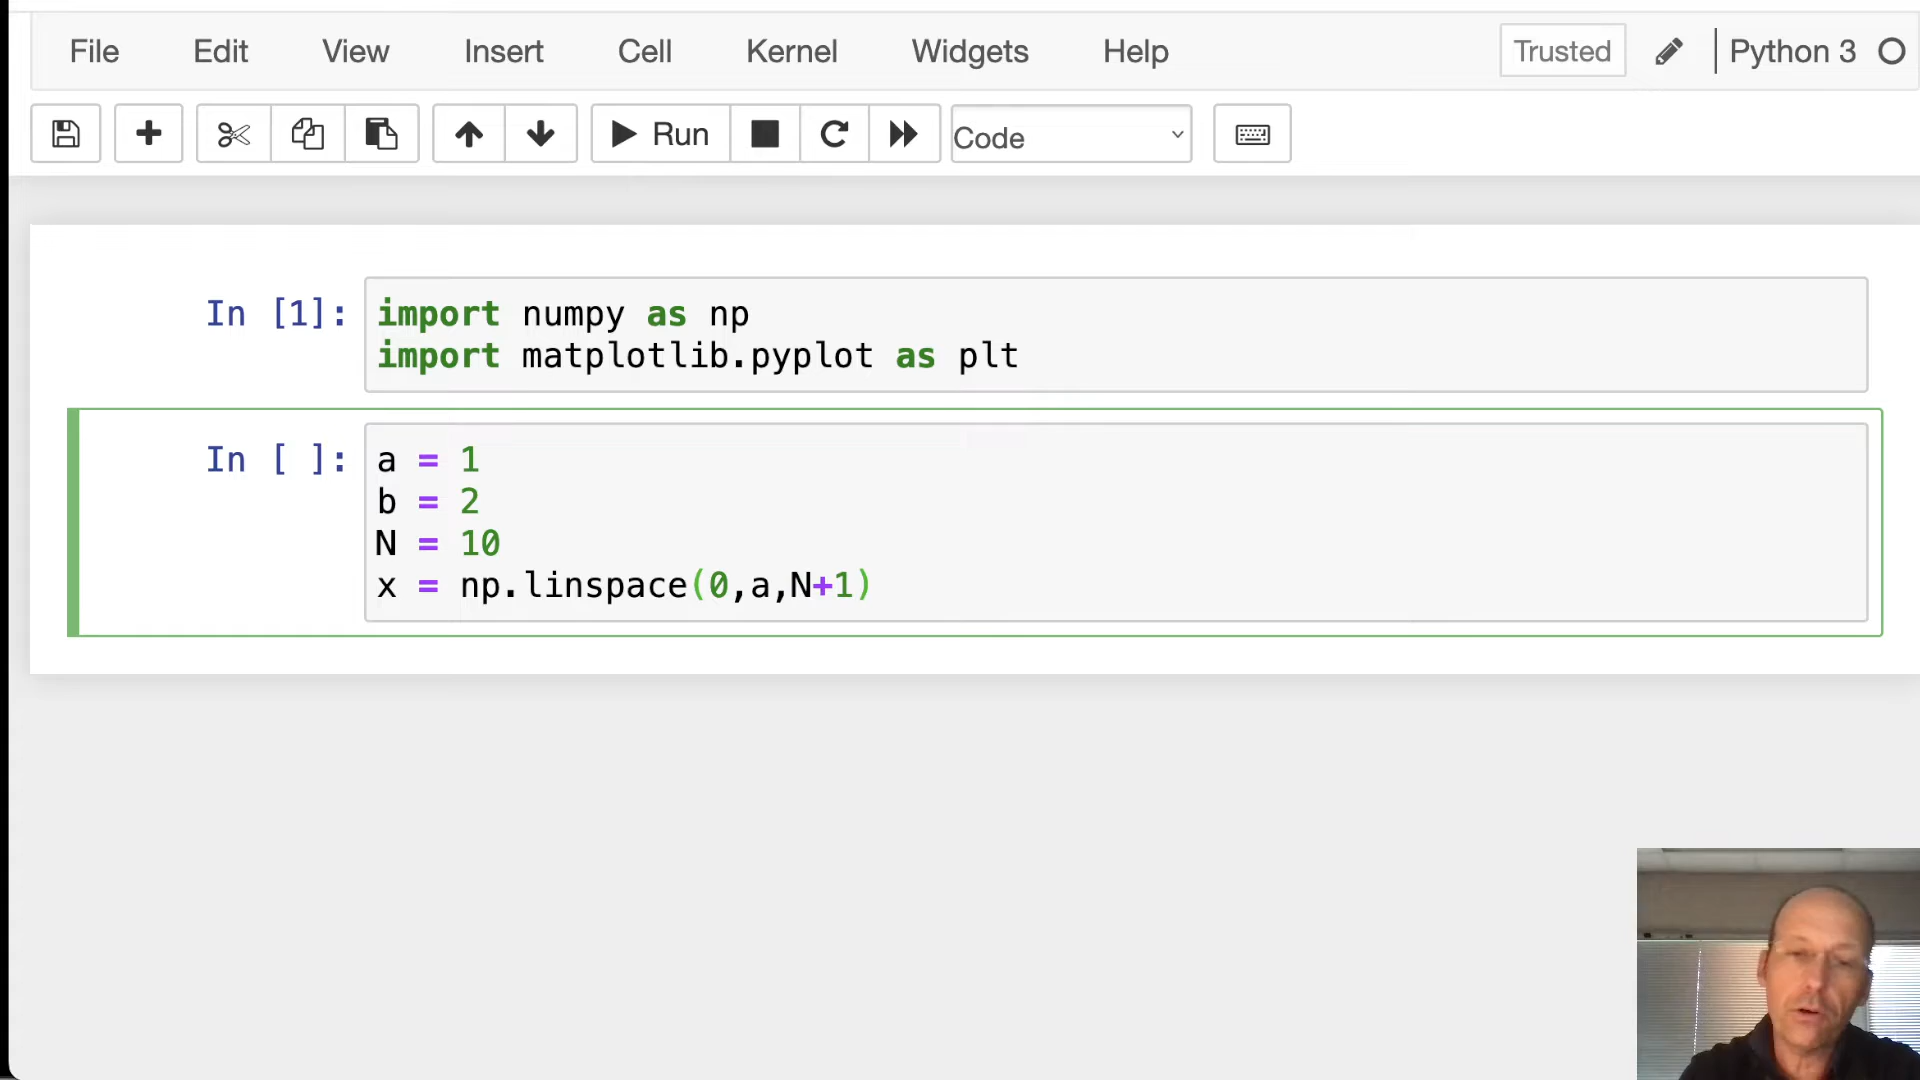 File Edit View Insert Cell Kernel Widgets Help Trusted Python 3
Run Code
In [1]: import numpy as np
import matplotlib.pyplot as plt
In [ ]: a = 1
b = 2
N = 10
x = np.linspace(0,a,N+1)